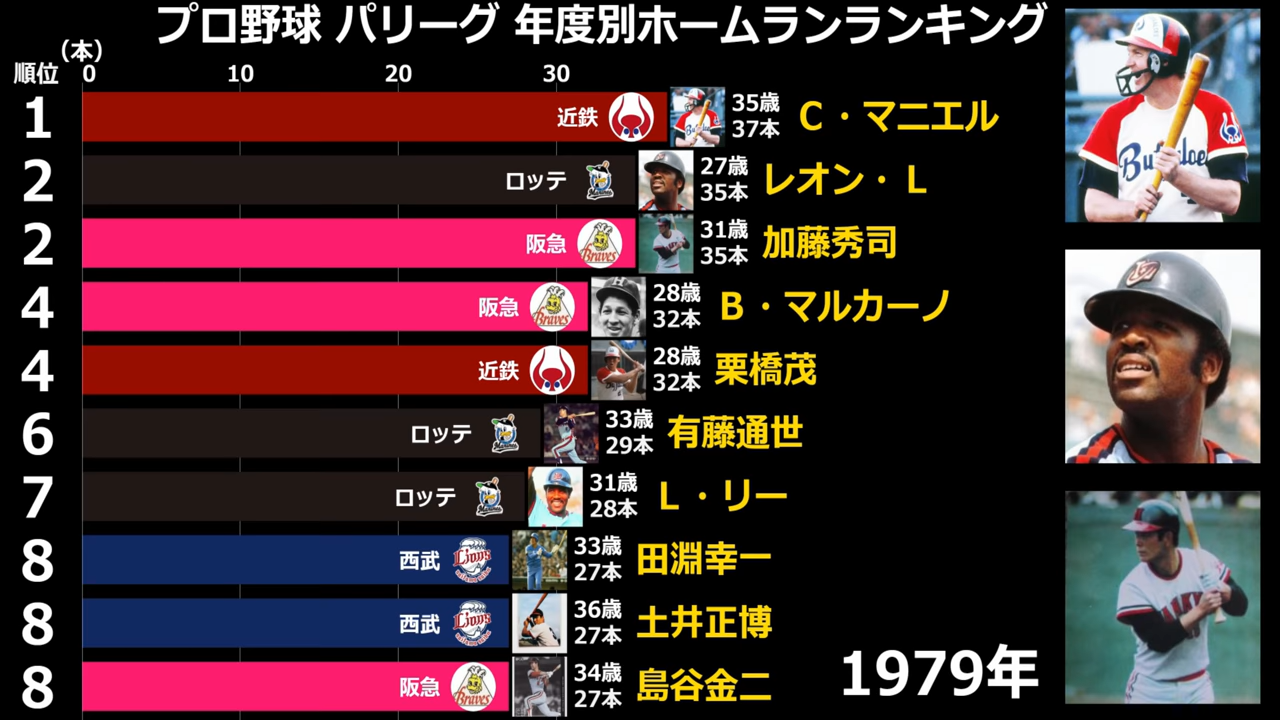 プロ野球 パリーグ 年度別ホームランランキング
(本)
順位 0 10 20 30
1 近鉄 35歳 37本 C・マニエル
2 ロッテ 27歳 35本 レオン・L
2 阪急 Braves 31歳 35本 加藤秀司
4 阪急 Braves 28歳 32本 B・マルカーノ
4 近鉄 28歳 32本 栗橋茂
6 ロッテ 33歳 29本 有藤通世
7 ロッテ 31歳 28本 L・リー
8 西武 Lions 33歳 27本 田淵幸一
8 西武 Lions 36歳 27本 土井正博
8 阪急 Braves 34歳 27本 島谷金二
1979年